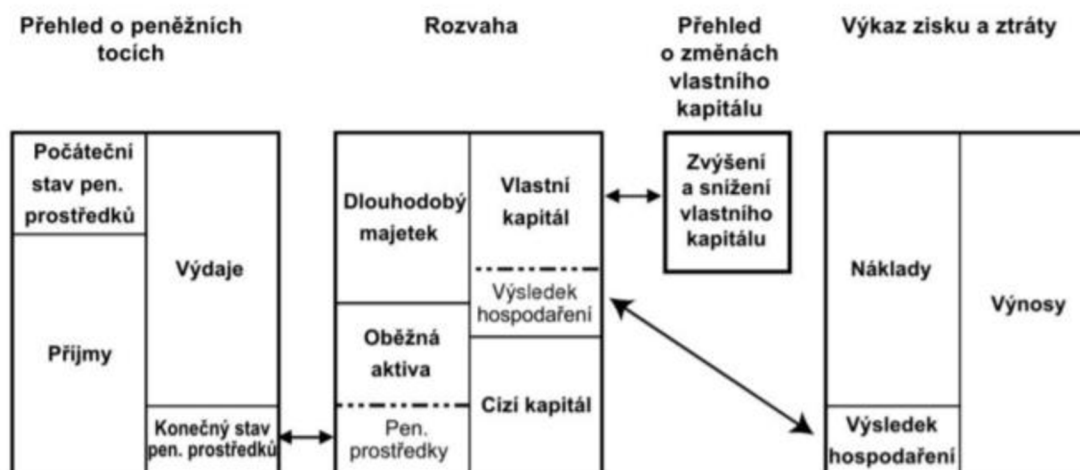 Přehled o peněžních
tocích
Rozvaha
Přehled
o změnách
vlastního
kapitálu
Výkaz zisku a ztráty
Počáteční
stav pen.
prostředků
Příjmy
Výdaje
Konečný stav
pen. prostředků
Dlouhodobý
majetek
Oběžná
aktiva
Pen.
prostředky
Vlastní
kapitál
Výsledek
hospodaření
Cizí kapitál
Zvýšení
a snížení
vlastního
kapitálu
Náklady
Výsledek
hospodaření
Výnosy